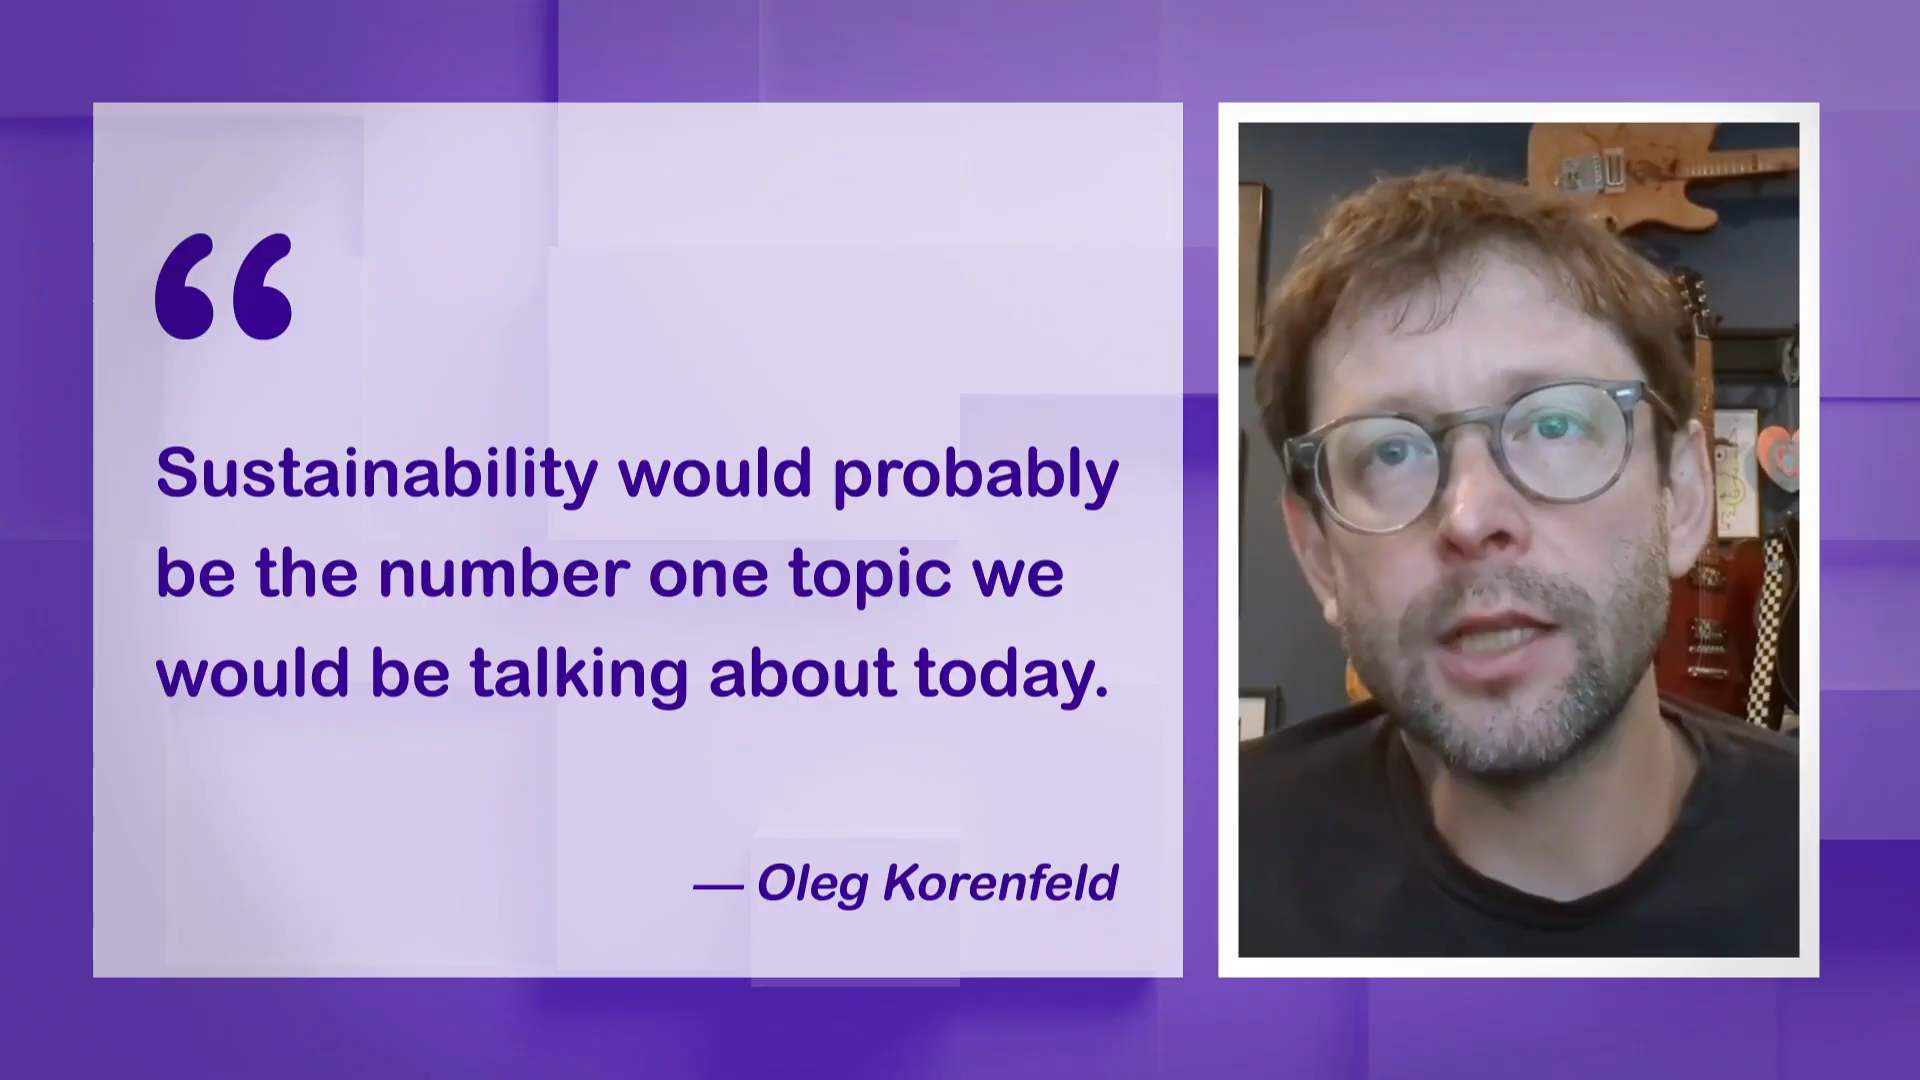 “
Sustainability would probably
be the number one topic we
would be talking about today.
— Oleg Korenfeld